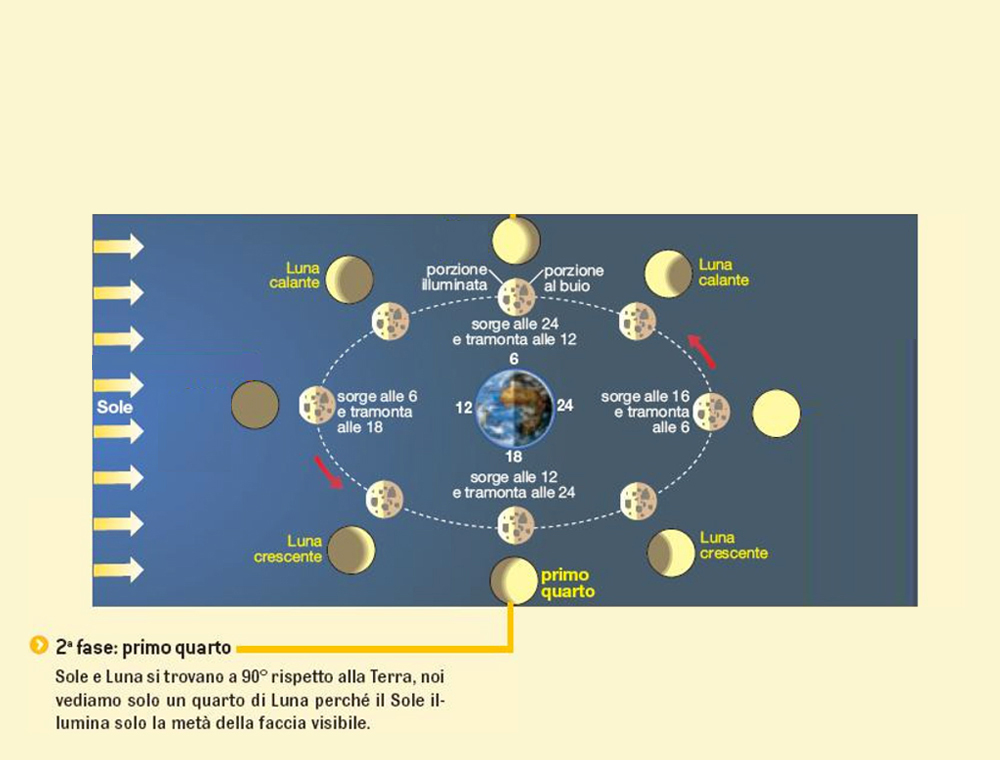 Luna
calante
porzione
illuminata
porzione
al buio
Luna
calante
sorge alle 24
e tramonta alle 12
6
Sole
sorge alle 6
e tramonta
alle 18
12
24
sorge alle 16
e tramonta
alle 6
18
sorge alle 12
e tramonta alle 24
Luna
crescente
Luna
crescente
primo
quarto
2ª fase: primo quarto
Sole e Luna si trovano a 90° rispetto alla Terra, noi
vediamo solo un quarto di Luna perché il Sole il-
lumina solo la metà della faccia visibile.